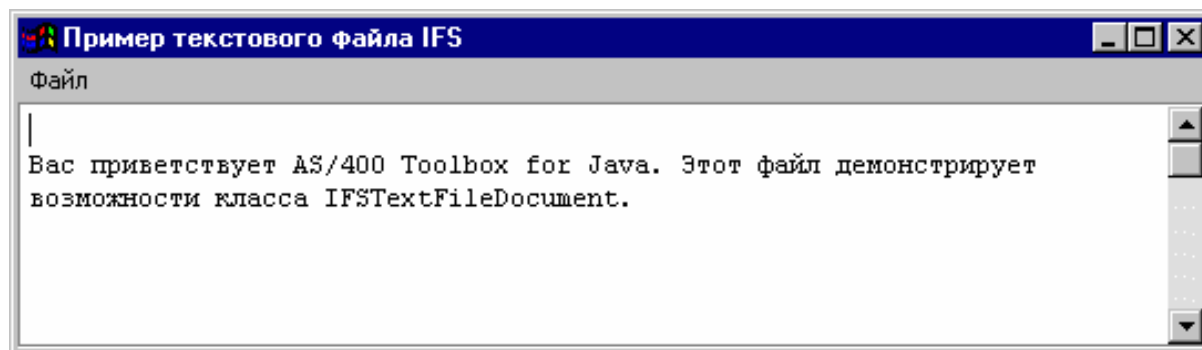 Пример текстового файла IFS
Файл
Вас приветствует AS/400 Toolbox for Java. Этот файл демонстрирует
возможности класса IFSTextFileDocument.